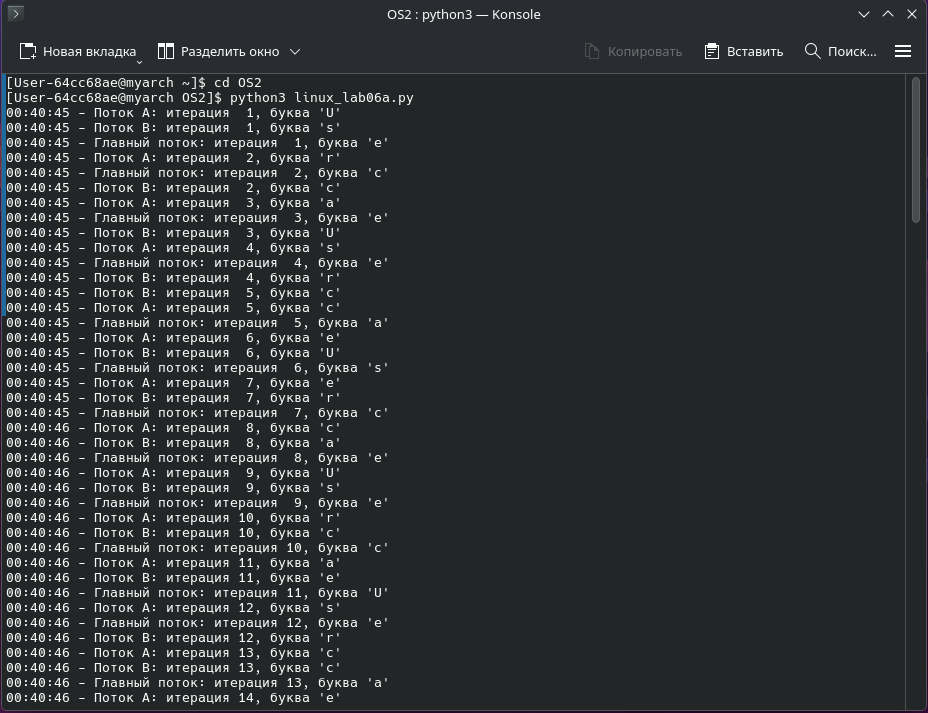 OS2 : python3 — Konsole
Новая вкладка Разделить окно Копировать Вставить Поиск...
[User-64cc68ae@myarch ~]$ cd OS2
[User-64cc68ae@myarch OS2]$ python3 linux_lab06a.py
00:40:45 - Поток A: итерация  1, буква 'U'
00:40:45 - Поток B: итерация  1, буква 's'
00:40:45 - Главный поток: итерация  1, буква 'e'
00:40:45 - Поток A: итерация  2, буква 'r'
00:40:45 - Главный поток: итерация  2, буква 'c'
00:40:45 - Поток B: итерация  2, буква 'c'
00:40:45 - Поток A: итерация  3, буква 'a'
00:40:45 - Главный поток: итерация  3, буква 'e'
00:40:45 - Поток B: итерация  3, буква 'U'
00:40:45 - Поток A: итерация  4, буква 's'
00:40:45 - Главный поток: итерация  4, буква 'e'
00:40:45 - Поток B: итерация  4, буква 'r'
00:40:45 - Поток B: итерация  5, буква 'c'
00:40:45 - Поток A: итерация  5, буква 'c'
00:40:45 - Главный поток: итерация  5, буква 'a'
00:40:45 - Поток A: итерация  6, буква 'e'
00:40:45 - Поток B: итерация  6, буква 'U'
00:40:45 - Главный поток: итерация  6, буква 's'
00:40:45 - Поток A: итерация  7, буква 'e'
00:40:45 - Поток B: итерация  7, буква 'r'
00:40:45 - Главный поток: итерация  7, буква 'c'
00:40:46 - Поток A: итерация  8, буква 'c'
00:40:46 - Поток B: итерация  8, буква 'a'
00:40:46 - Главный поток: итерация  8, буква 'e'
00:40:46 - Поток A: итерация  9, буква 'U'
00:40:46 - Поток B: итерация  9, буква 's'
00:40:46 - Главный поток: итерация  9, буква 'e'
00:40:46 - Поток A: итерация 10, буква 'r'
00:40:46 - Поток B: итерация 10, буква 'c'
00:40:46 - Главный поток: итерация 10, буква 'c'
00:40:46 - Поток A: итерация 11, буква 'a'
00:40:46 - Поток B: итерация 11, буква 'e'
00:40:46 - Главный поток: итерация 11, буква 'U'
00:40:46 - Поток A: итерация 12, буква 's'
00:40:46 - Главный поток: итерация 12, буква 'e'
00:40:46 - Поток B: итерация 12, буква 'r'
00:40:46 - Поток A: итерация 13, буква 'c'
00:40:46 - Поток B: итерация 13, буква 'c'
00:40:46 - Главный поток: итерация 13, буква 'a'
00:40:46 - Поток A: итерация 14, буква 'e'